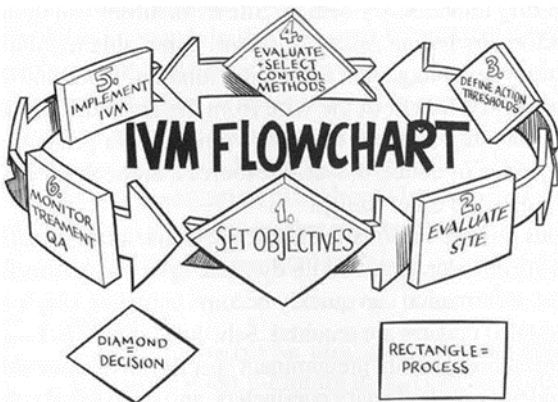 4.
EVALUATE
+SELECT
CONTROL
METHODS
5.
IMPLEMENT
IVM
3.
DEFINE ACTION
THRESHOLDS
IVM FLOWCHART
6.
MONITOR
TREAMENT
QA
1.
SET OBJECTIVES
2.
EVALUATE
SITE
DIAMOND
=
DECISION
RECTANGLE=
PROCESS